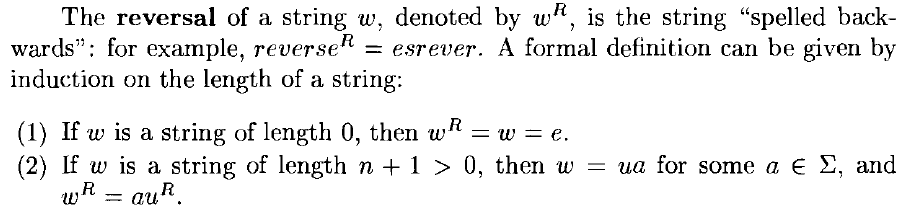 The reversal of a string w, denoted by w^R, is the string “spelled back-
wards”: for example, reverse^R = esrever. A formal definition can be given by
induction on the length of a string:
(1) If w is a string of length 0, then w^R = w = e.
(2) If w is a string of length n + 1 > 0, then w = ua for some a ∈ Σ, and
w^R = au^R.